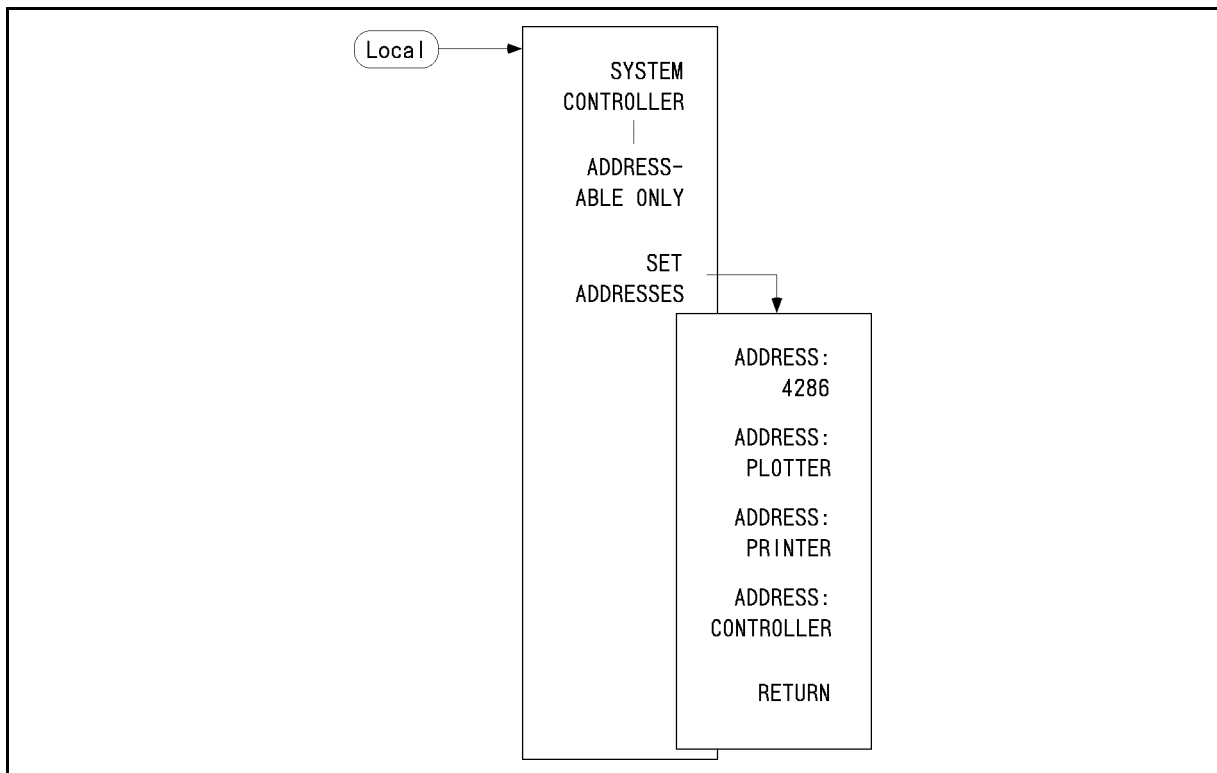 Local
SYSTEM
CONTROLLER
ADDRESS-
ABLE ONLY
SET
ADDRESSES
ADDRESS:
4286
ADDRESS:
PLOTTER
ADDRESS:
PRINTER
ADDRESS:
CONTROLLER
RETURN